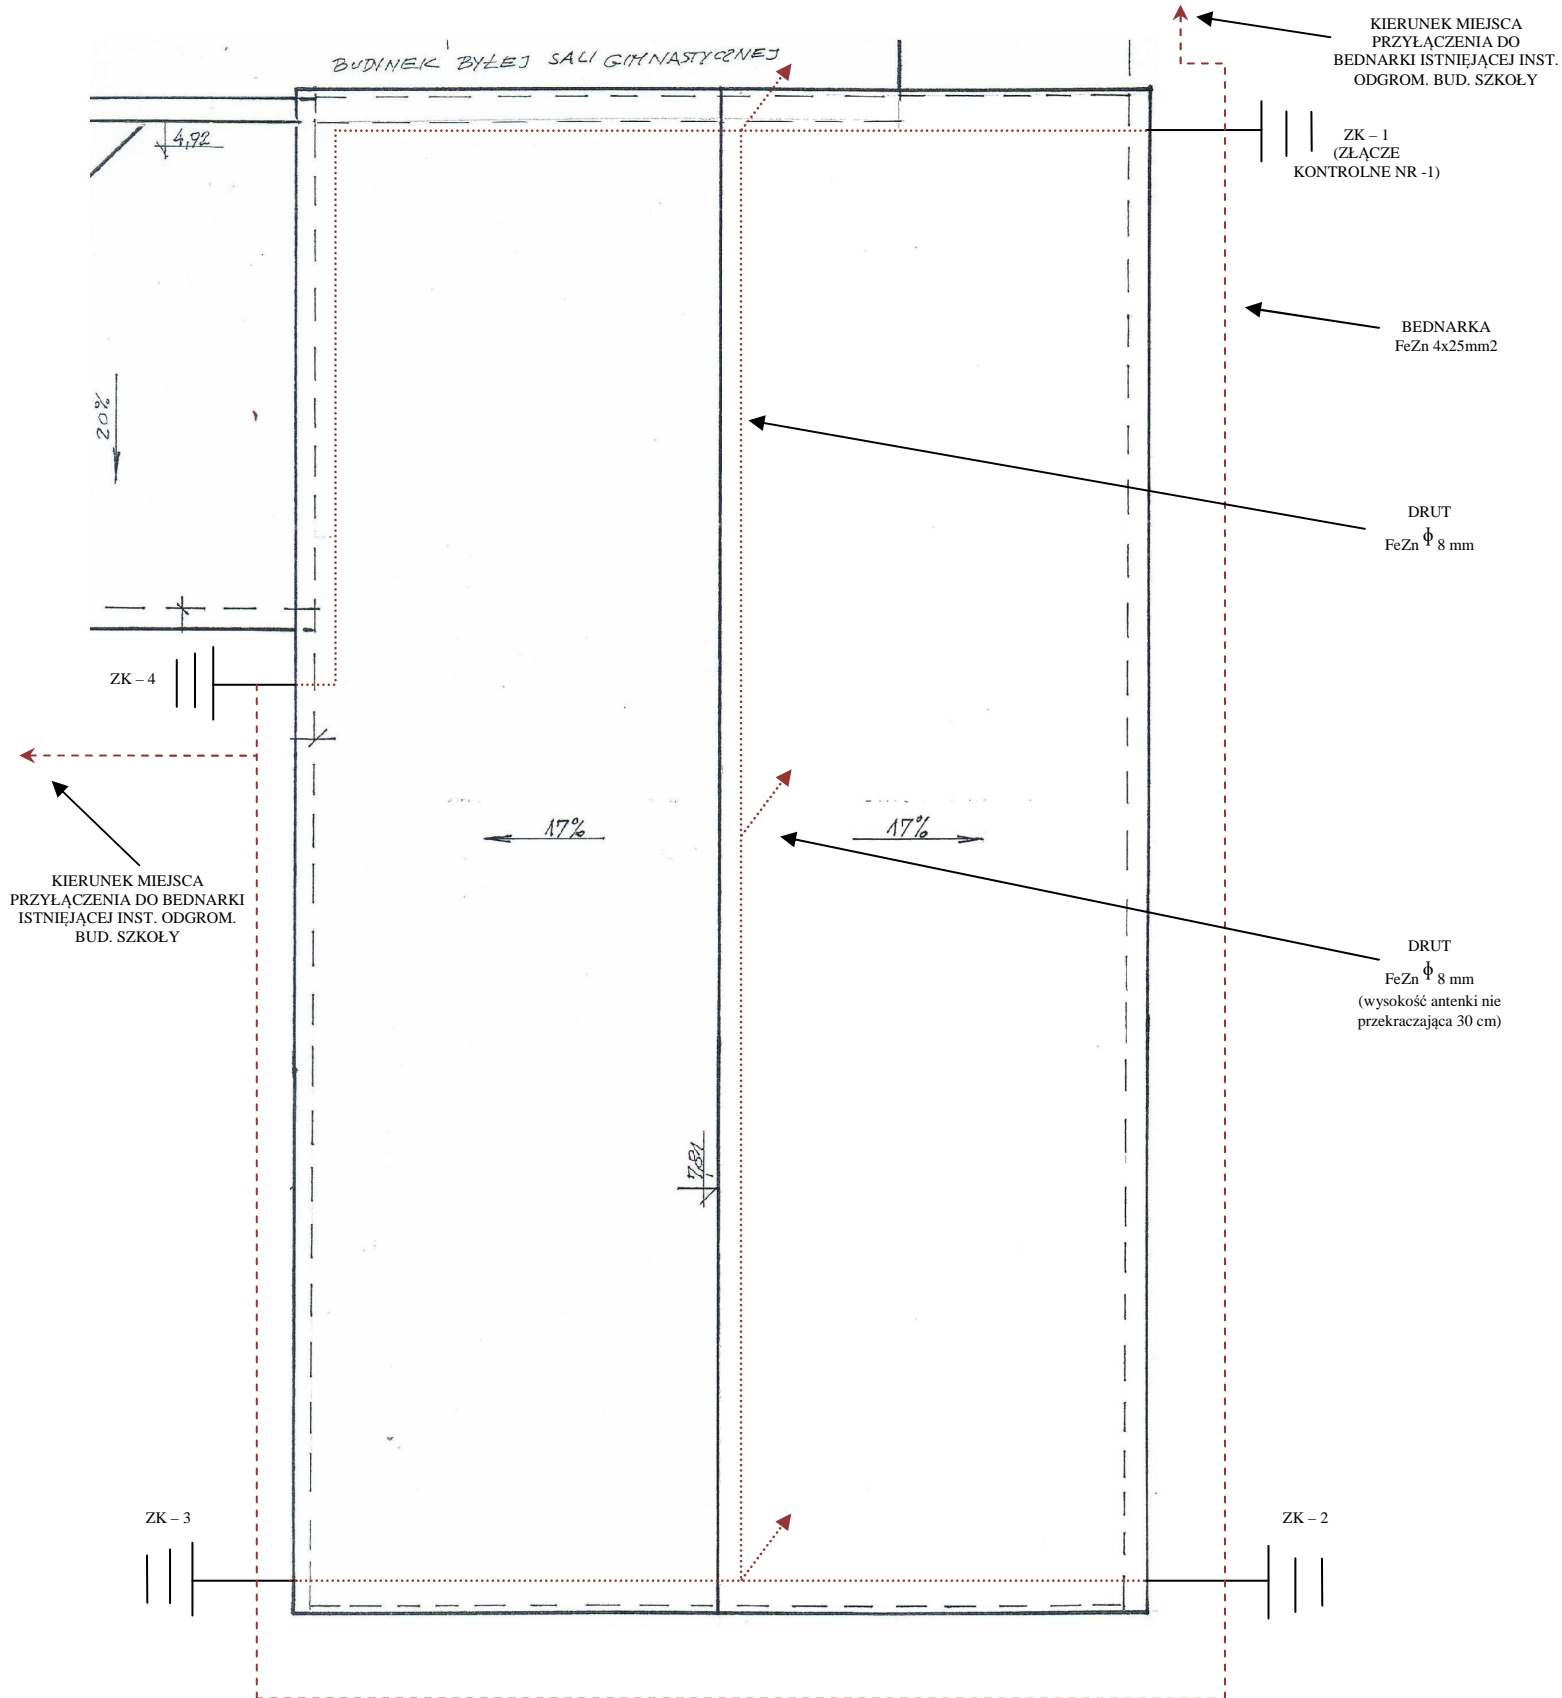 BUDINEK BYŁEJ SALI GIMNASTYCZNEJ
KIERUNEK MIEJSCA
PRZYŁĄCZENIA DO
BEDNARKI ISTNIEJĄCEJ INST.
ODGROM. BUD. SZKOŁY
4,92
ZK – 1
(ZŁĄCZE
KONTROLNE NR -1)
BEDNARKA
FeZn 4x25mm2
20%
DRUT
FeZn ϕ 8 mm
ZK – 4
17%
17%
KIERUNEK MIEJSCA
PRZYŁĄCZENIA DO BEDNARKI
ISTNIĘJĄCEJ INST. ODGROM.
BUD. SZKOŁY
DRUT
FeZn ϕ 8 mm
(wysokość antenki nie
przekraczająca 30 cm)
7,81
ZK – 3
ZK – 2